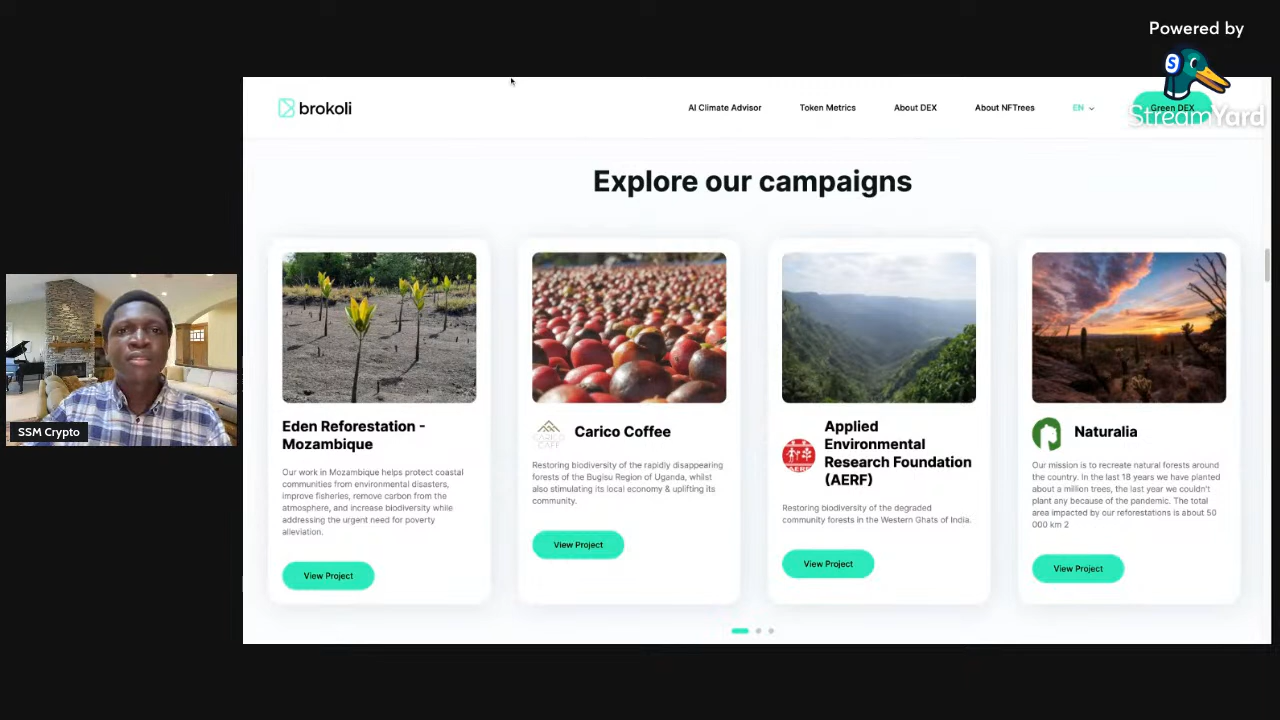 Powered by
StreamYard
brokoli
AI Climate Advisor
Token Metrics
About DEX
About NFTrees
EN
Green DEX
Explore our campaigns
Eden Reforestation -
Mozambique
Our work in Mozambique helps protect coastal
communities from environmental disasters,
improve fisheries, remove carbon from the
atmosphere, and increase biodiversity while
addressing the urgent need for poverty
alleviation.
View Project
CARICO
CAFE
Carico Coffee
Restoring biodiversity of the rapidly disappearing
forests of the Bugisu Region of Uganda, whilst
also stimulating its local economy & uplifting its
community.
View Project
AERF
Applied
Environmental
Research Foundation
(AERF)
Restoring biodiversity of the degraded
community forests in the Western Ghats of India.
View Project
Naturalia
Our mission is to recreate natural forests around
the country. In the last 18 years we have planted
about a million trees, the last year we couldn't
plant any because of the pandemic. The total
area impacted by our reforestations is about 50
000 km 2
View Project
SSM Crypto